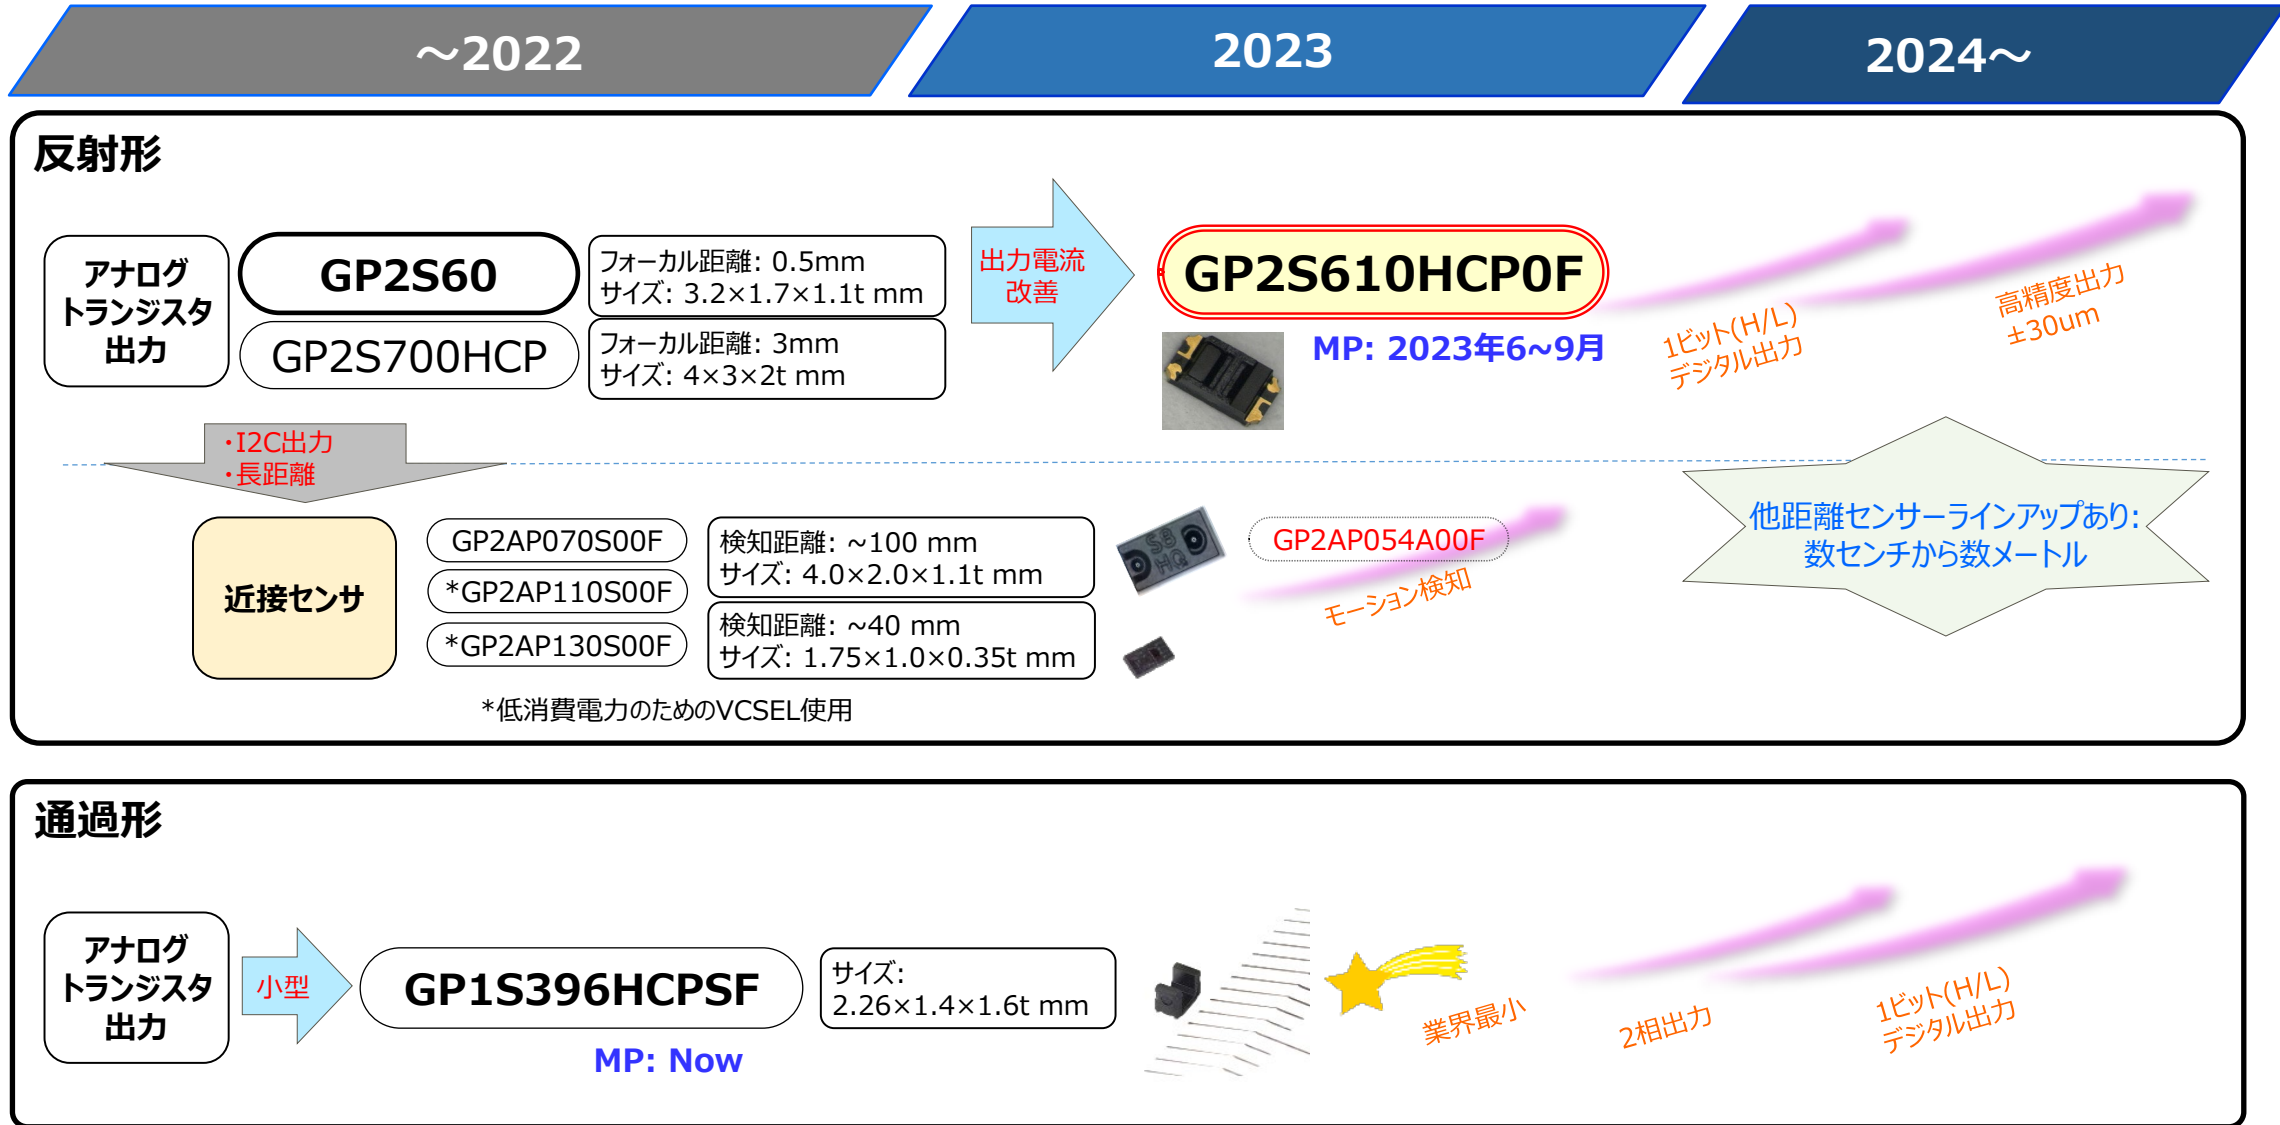 ～2022
2023
2024～
反射形
アナログ
トランジスタ
出力
GP2S60
フォーカル距離: 0.5mm
サイズ: 3.2×1.7×1.1t mm
GP2S700HCP
フォーカル距離: 3mm
サイズ: 4×3×2t mm
出力電流
改善
GP2S610HCP0F
MP: 2023年6~9月
1ビット(H/L)
デジタル出力
高精度出力
±30um
・I2C出力
・長距離
近接センサ
GP2AP070S00F
*GP2AP110S00F
*GP2AP130S00F
検知距離: ~100 mm
サイズ: 4.0×2.0×1.1t mm
検知距離: ~40 mm
サイズ: 1.75×1.0×0.35t mm
*低消費電力のためのVCSEL使用
GP2AP054A00F
モーション検知
他距離センサーラインアップあり:
数センチから数メートル
通過形
アナログ
トランジスタ
出力
小型
GP1S396HCPSF
MP: Now
サイズ:
2.26×1.4×1.6t mm
業界最小
2相出力
1ビット(H/L)
デジタル出力